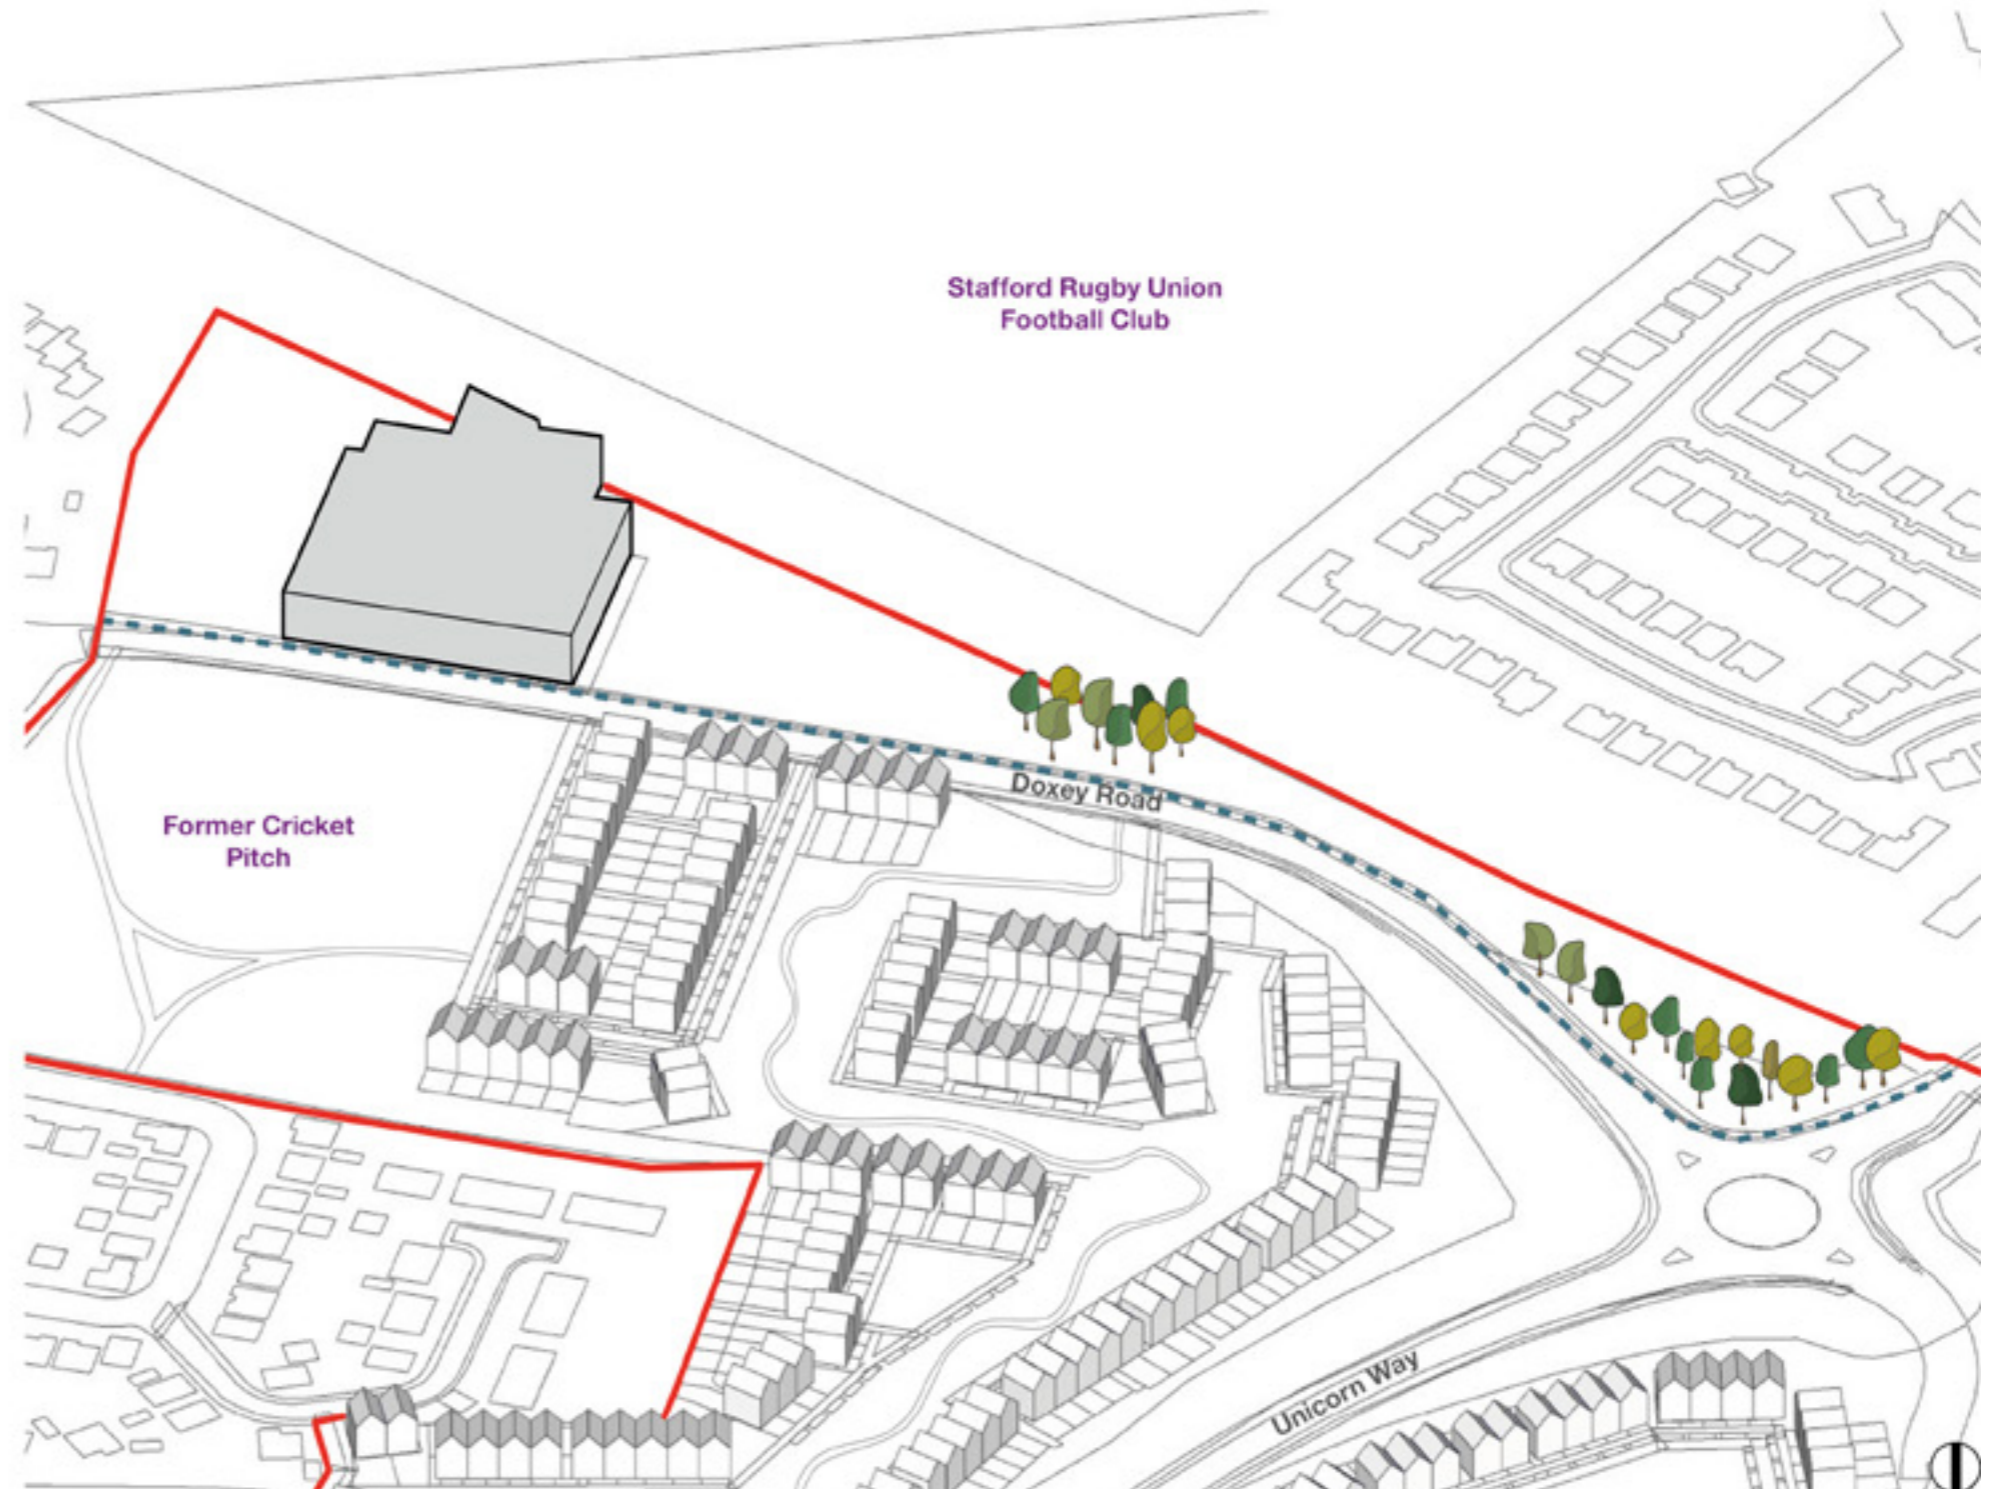 Stafford Rugby Union
Football Club
Doxey Road
Former Cricket
Pitch
Unicorn Way